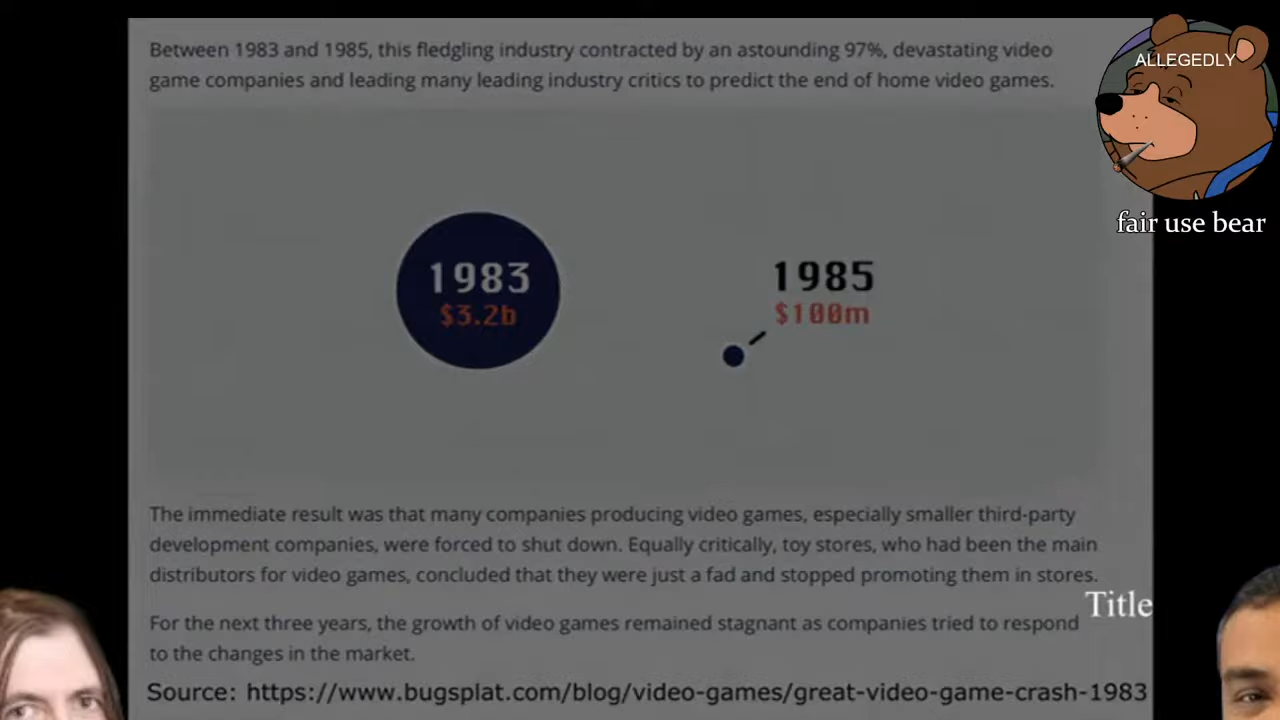 Between 1983 and 1985, this fledgling industry contracted by an astounding 97%, devastating video
game companies and leading many leading industry critics to predict the end of home video games.
ALLEGEDLY
fair use bear
1983
$3.2b
1985
$100m
The immediate result was that many companies producing video games, especially smaller third-party
development companies, were forced to shut down. Equally critically, toy stores, who had been the main
distributors for video games, concluded that they were just a fad and stopped promoting them in stores.
Title
For the next three years, the growth of video games remained stagnant as companies tried to respond
to the changes in the market.
Source: https://www.bugsplat.com/blog/video-games/great-video-game-crash-1983